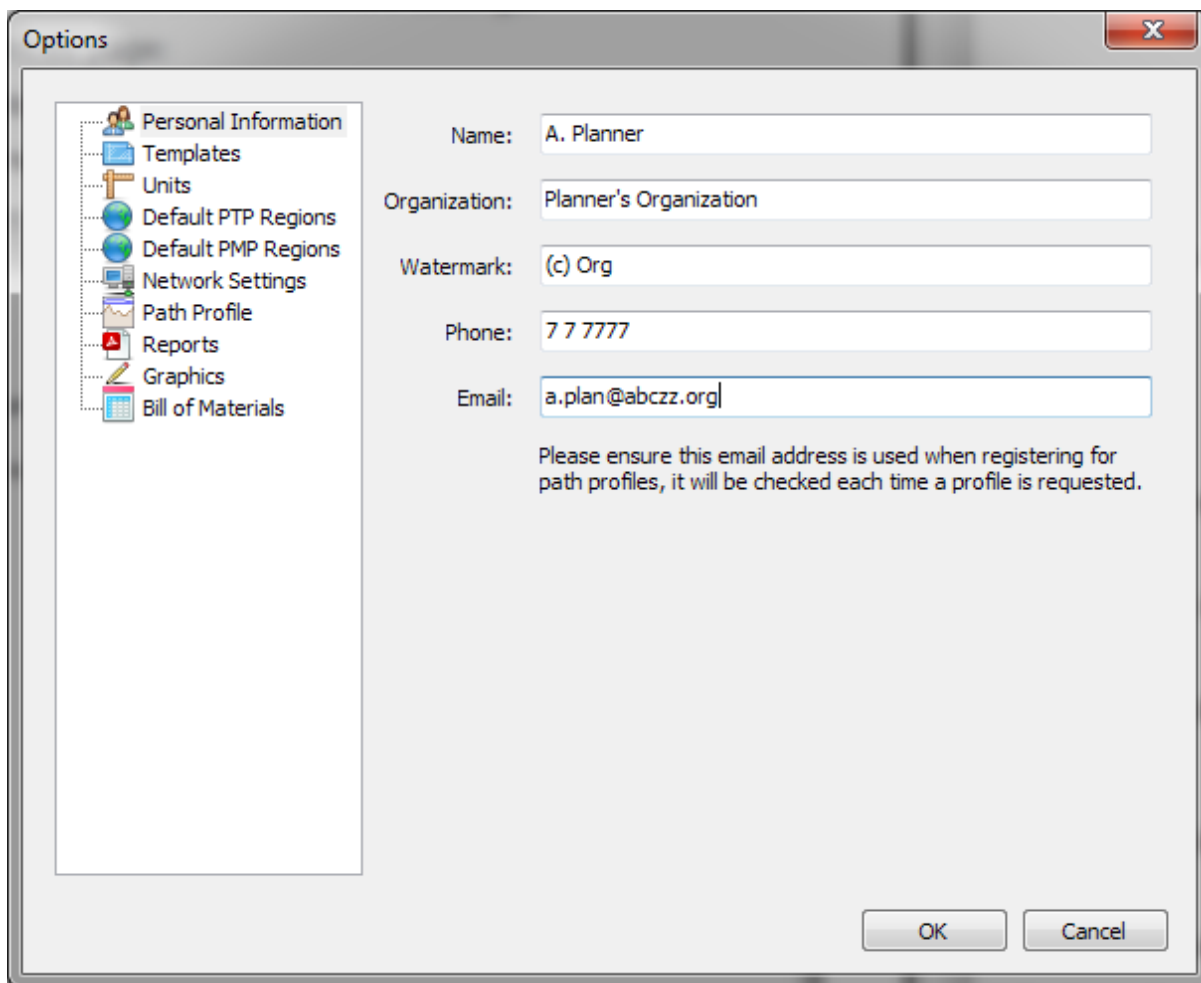 Options
Personal Information
Templates
Units
Default PTP Regions
Default PMP Regions
Network Settings
Path Profile
Reports
Graphics
Bill of Materials
Name: A. Planner
Organization: Planner's Organization
Watermark: (c) Org
Phone: 7 7 7777
Email: a.plan@abczz.org
Please ensure this email address is used when registering for
path profiles, it will be checked each time a profile is requested.
OK Cancel